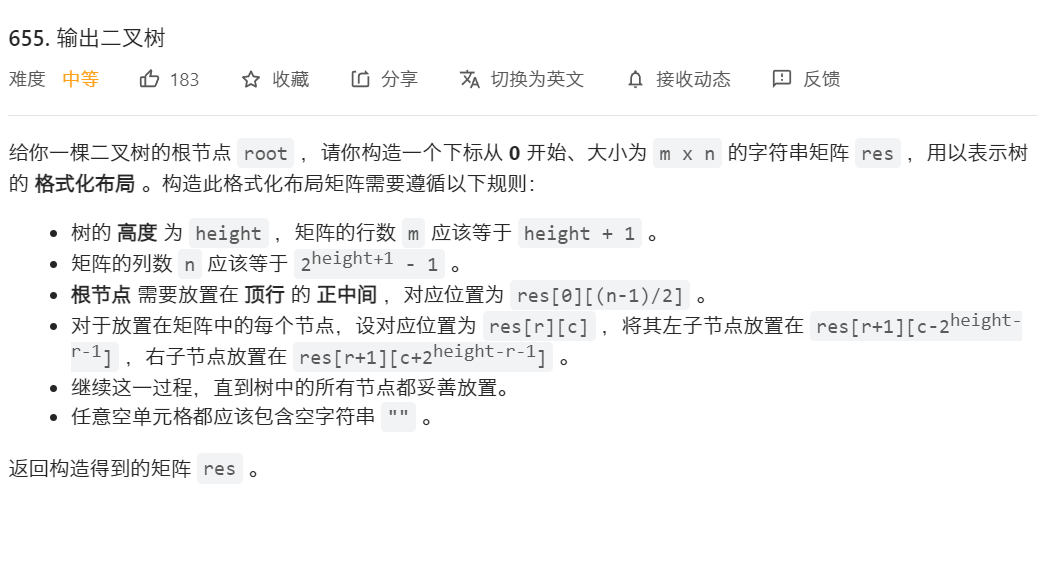 655. 输出二叉树
难度 中等 183 收藏 分享 切换为英文 接收动态 反馈
给你一棵二叉树的根节点 root ，请你构造一个下标从 0 开始、大小为 m x n 的字符串矩阵 res ，用以表示树
的 格式化布局 。构造此格式化布局矩阵需要遵循以下规则：
• 树的 高度 为 height ，矩阵的行数 m 应该等于 height + 1 。
• 矩阵的列数 n 应该等于 2^height+1 - 1 。
• 根节点 需要放置在 顶行 的 正中间 ，对应位置为 res[0][(n-1)/2] 。
• 对于放置在矩阵中的每个节点，设对应位置为 res[r][c] ，将其左子节点放置在 res[r+1][c-2^height-
r-1] ，右子节点放置在 res[r+1][c+2^height-r-1] 。
• 继续这一过程，直到树中的所有节点都妥善放置。
• 任意空单元格都应该包含空字符串 "" 。
返回构造得到的矩阵 res 。